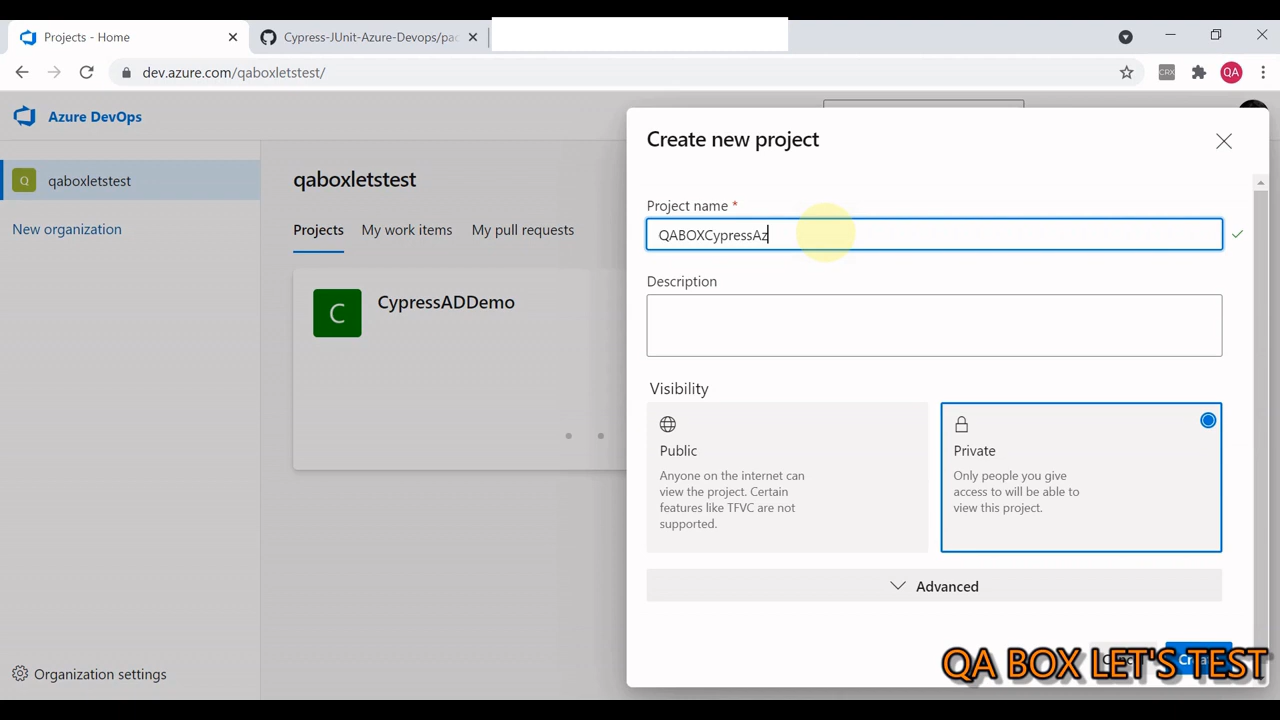 Projects - Home
Cypress-JUnit-Azure-Devops/pac
dev.azure.com/qaboxletstest/
CRX
QA
Azure DevOps
Q
qaboxletstest
New organization
qaboxletstest
Projects
My work items
My pull requests
C
CypressADDemo
Organization settings
Create new project
Project name *
QABOXCypressAz
Description
Visibility
Public
Anyone on the internet can
view the project. Certain
features like TFVC are not
supported.
Private
Only people you give
access to will be able to
view this project.
Advanced
QA BOX LET'S TEST